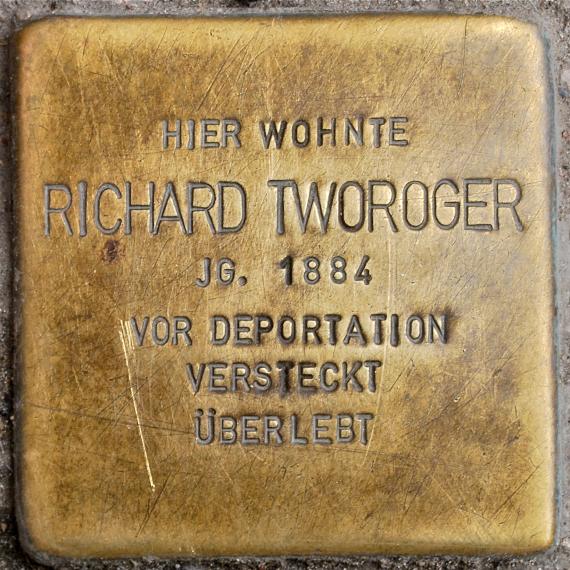 HIER WOHNTE
RICHARD TWOROGER
JG. 1884
VOR DEPORTATION
VERSTECKT
ÜBERLEBT